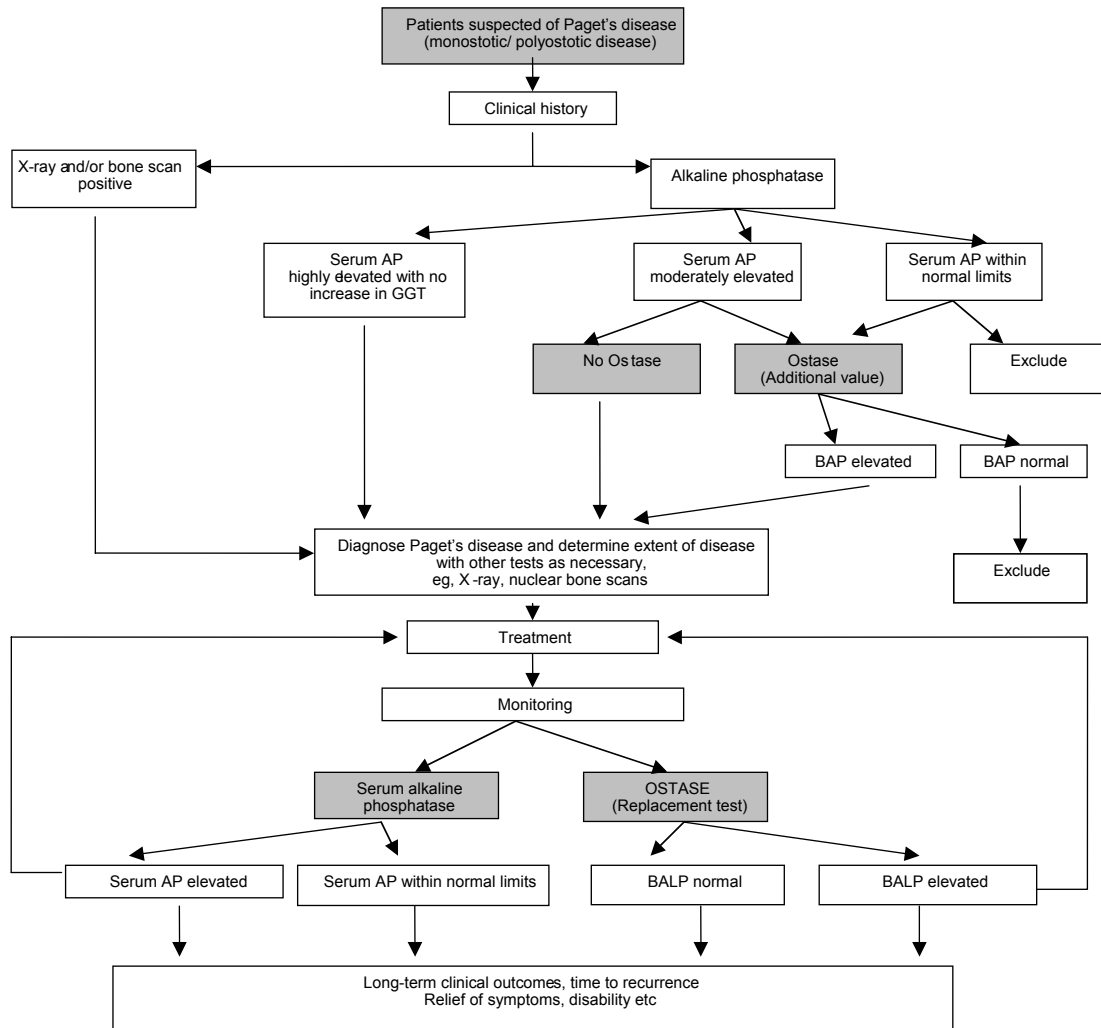 Patients suspected of Paget's disease
(monostotic/ polyostotic disease)
Clinical history
X-ray and/or bone scan
positive
Alkaline phosphatase
Serum AP
highly elevated with no
increase in GGT
Serum AP
moderately elevated
Serum AP within
normal limits
No Ostase
Ostase
(Additional value)
Exclude
BAP elevated
BAP normal
Diagnose Paget's disease and determine extent of disease
with other tests as necessary,
eg, X-ray, nuclear bone scans
Exclude
Treatment
Monitoring
Serum alkaline
phosphatase
OSTASE
(Replacement test)
Serum AP elevated
Serum AP within normal limits
BALP normal
BALP elevated
Long-term clinical outcomes, time to recurrence
Relief of symptoms, disability etc